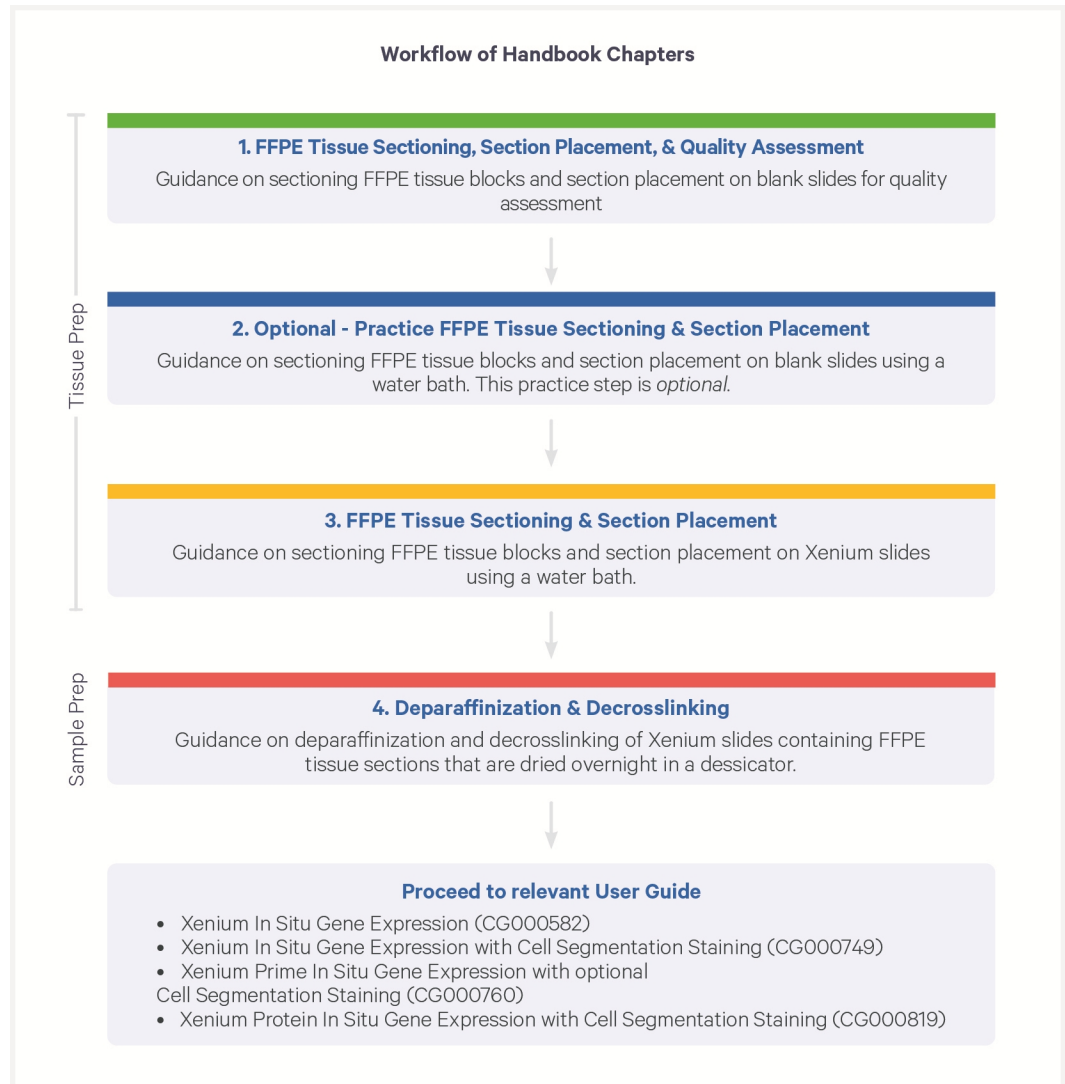 Workflow of Handbook Chapters
1. FFPE Tissue Sectioning, Section Placement, & Quality Assessment
Guidance on sectioning FFPE tissue blocks and section placement on blank slides for quality
assessment
Tissue Prep
2. Optional - Practice FFPE Tissue Sectioning & Section Placement
Guidance on sectioning FFPE tissue blocks and section placement on blank slides using a
water bath. This practice step is optional.
3. FFPE Tissue Sectioning & Section Placement
Guidance on sectioning FFPE tissue blocks and section placement on Xenium slides
using a water bath.
Sample Prep
4. Deparaffinization & Decrosslinking
Guidance on deparaffinization and decrosslinking of Xenium slides containing FFPE
tissue sections that are dried overnight in a dessicator.
Proceed to relevant User Guide
• Xenium In Situ Gene Expression (CG000582)
• Xenium In Situ Gene Expression with Cell Segmentation Staining (CG000749)
• Xenium Prime In Situ Gene Expression with optional
Cell Segmentation Staining (CG000760)
• Xenium Protein In Situ Gene Expression with Cell Segmentation Staining (CG000819)